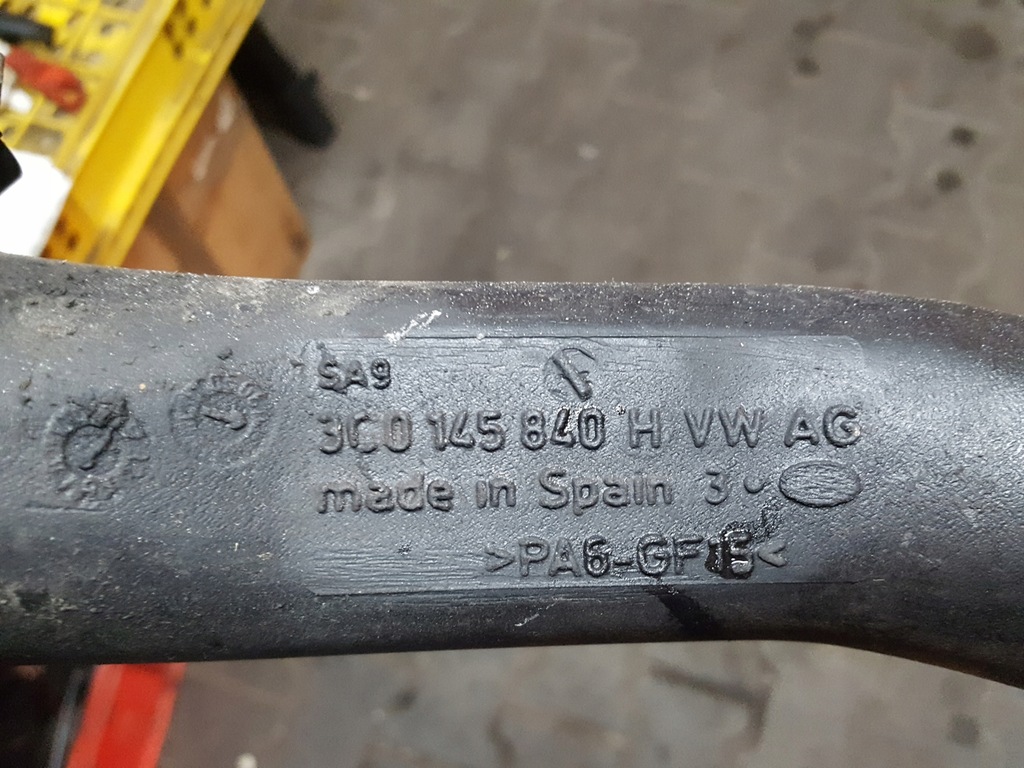 SA9
3C0 145 840 H VW AG
made in Spain 3
>PA6-GF15<